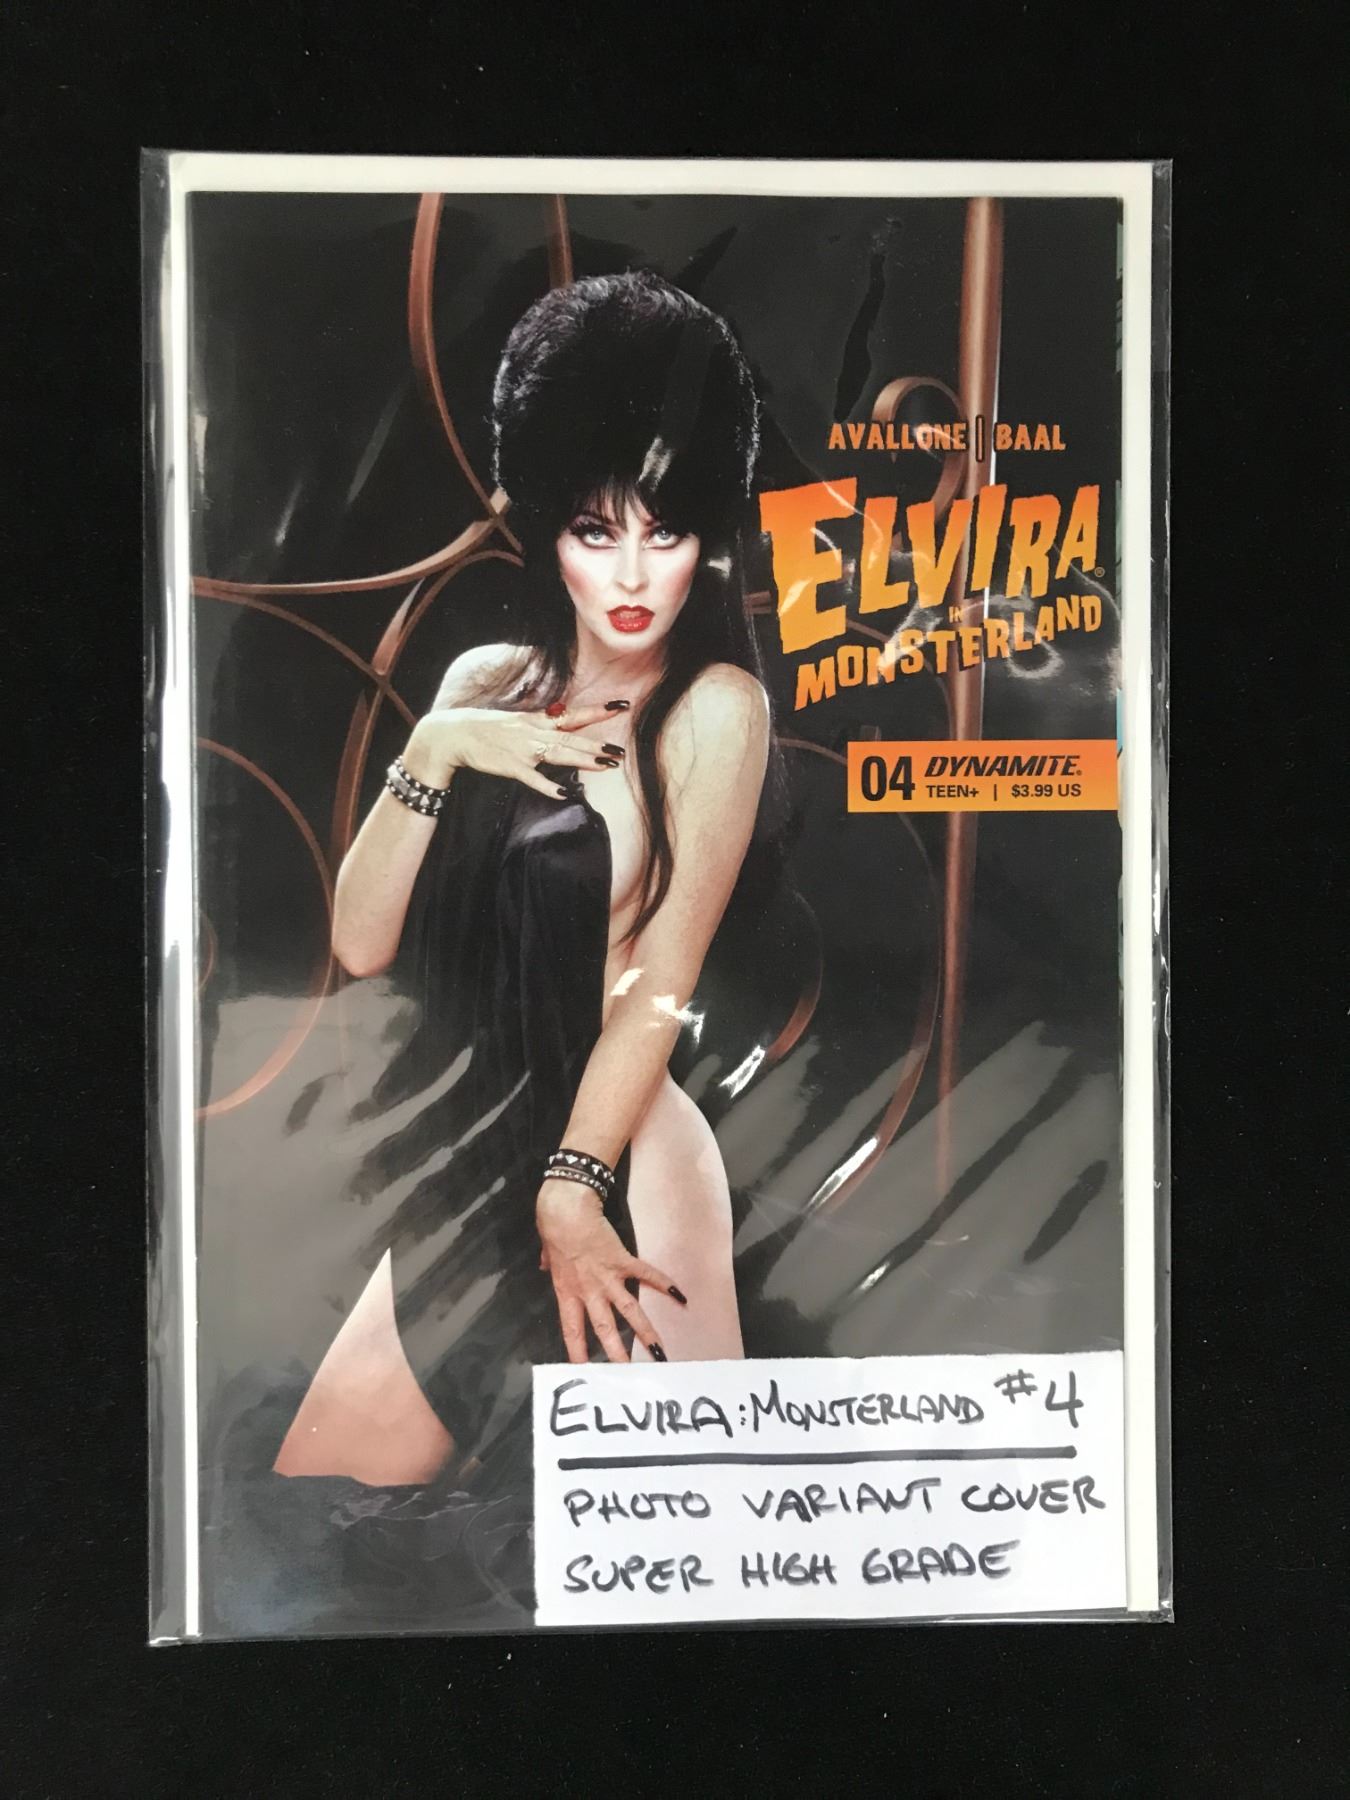 AVALLONE | BAAL
ELVIRA®
IN
MONSTERLAND
04 DYNAMITE®
TEEN+ | $3.99 US
ELVIRA: MONSTERLAND #4
PHOTO VARIANT COVER
SUPER HIGH GRADE